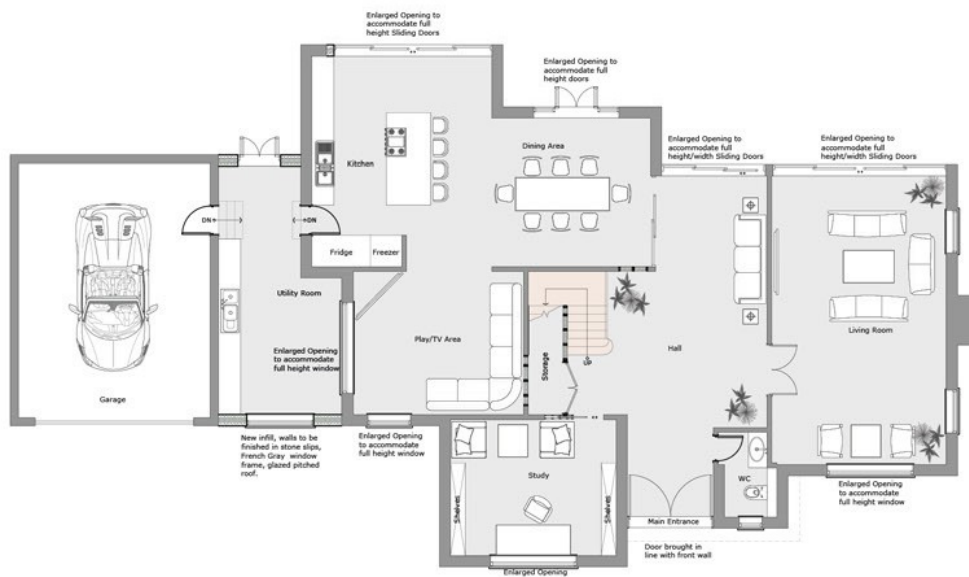 Enlarged Opening to
accommodate full
height Sliding Doors
Enlarged Opening to
accommodate full
height doors
Enlarged Opening to
accommodate full
height/width Sliding Doors
Enlarged Opening to
accommodate full
height/width Sliding Doors
Kitchen
Dining Area
DN
DN
Fridge
Freezer
Utility Room
Play/TV Area
Storage
UP
Hall
Living Room
Enlarged Opening
to accommodate
full height window
Garage
New infill, walls to be
finished in stone slips,
French Gray window
frame, glazed pitched
roof.
Enlarged Opening
to accommodate
full height window
Study
Shelves
Shelves
WC
Enlarged Opening
to accommodate
full height window
Main Entrance
Door brought in
line with front wall
Enlarged Opening